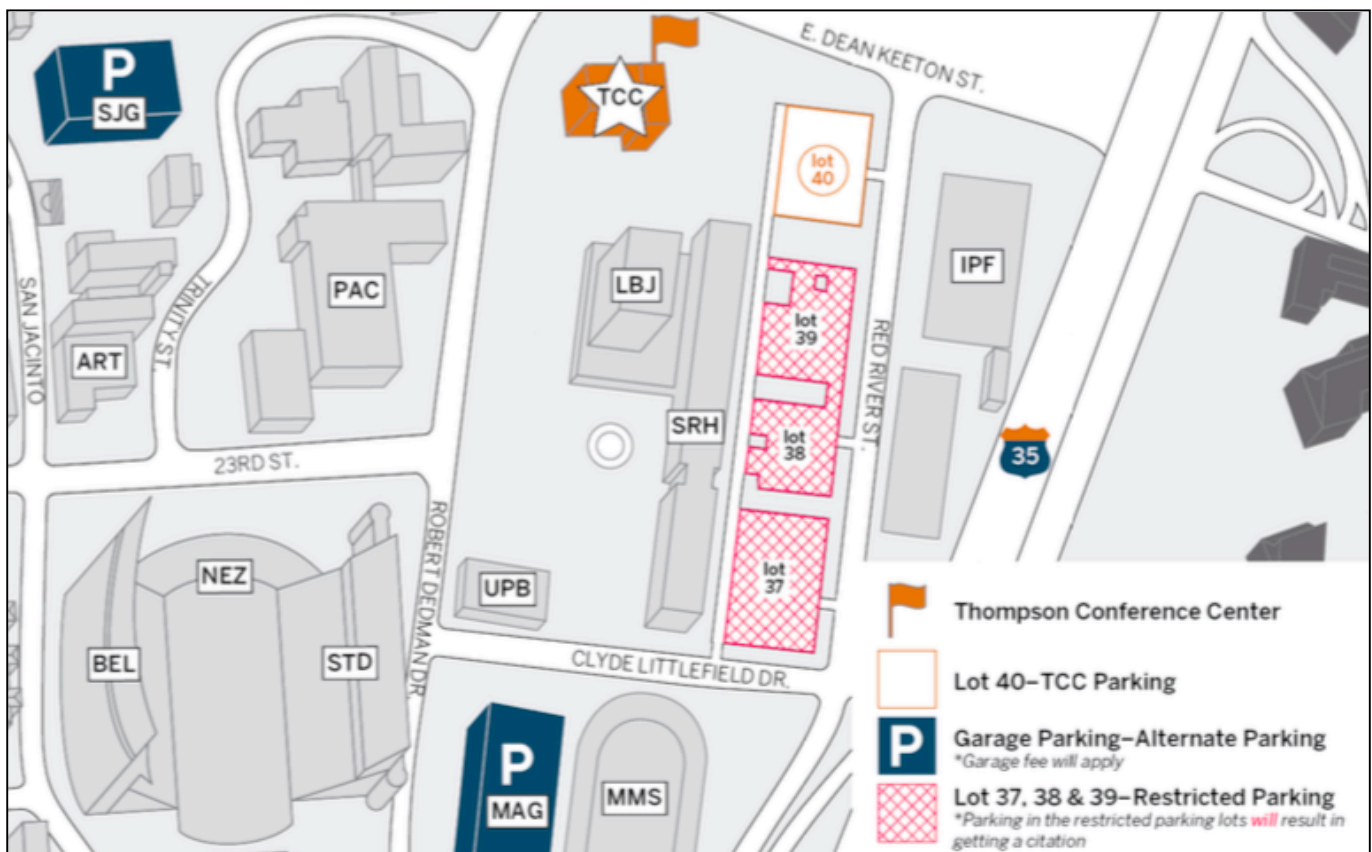 E. DEAN KEETON ST.
P
SJG
TCC
lot
40
IPF
LBJ
PAC
SAN JACINTO
TRINITY ST.
ART
lot
39
RED RIVER ST.
SRH
lot
38
35
23RD ST.
ROBERT DEDMAN DR.
NEZ
UPB
lot
37
BEL
STD
CLYDE LITTLEFIELD DR.
P
MAG
MMS
Thompson Conference Center
Lot 40–TCC Parking
P
Garage Parking–Alternate Parking
*Garage fee will apply
Lot 37, 38 & 39–Restricted Parking
*Parking in the restricted parking lots will result in
getting a citation